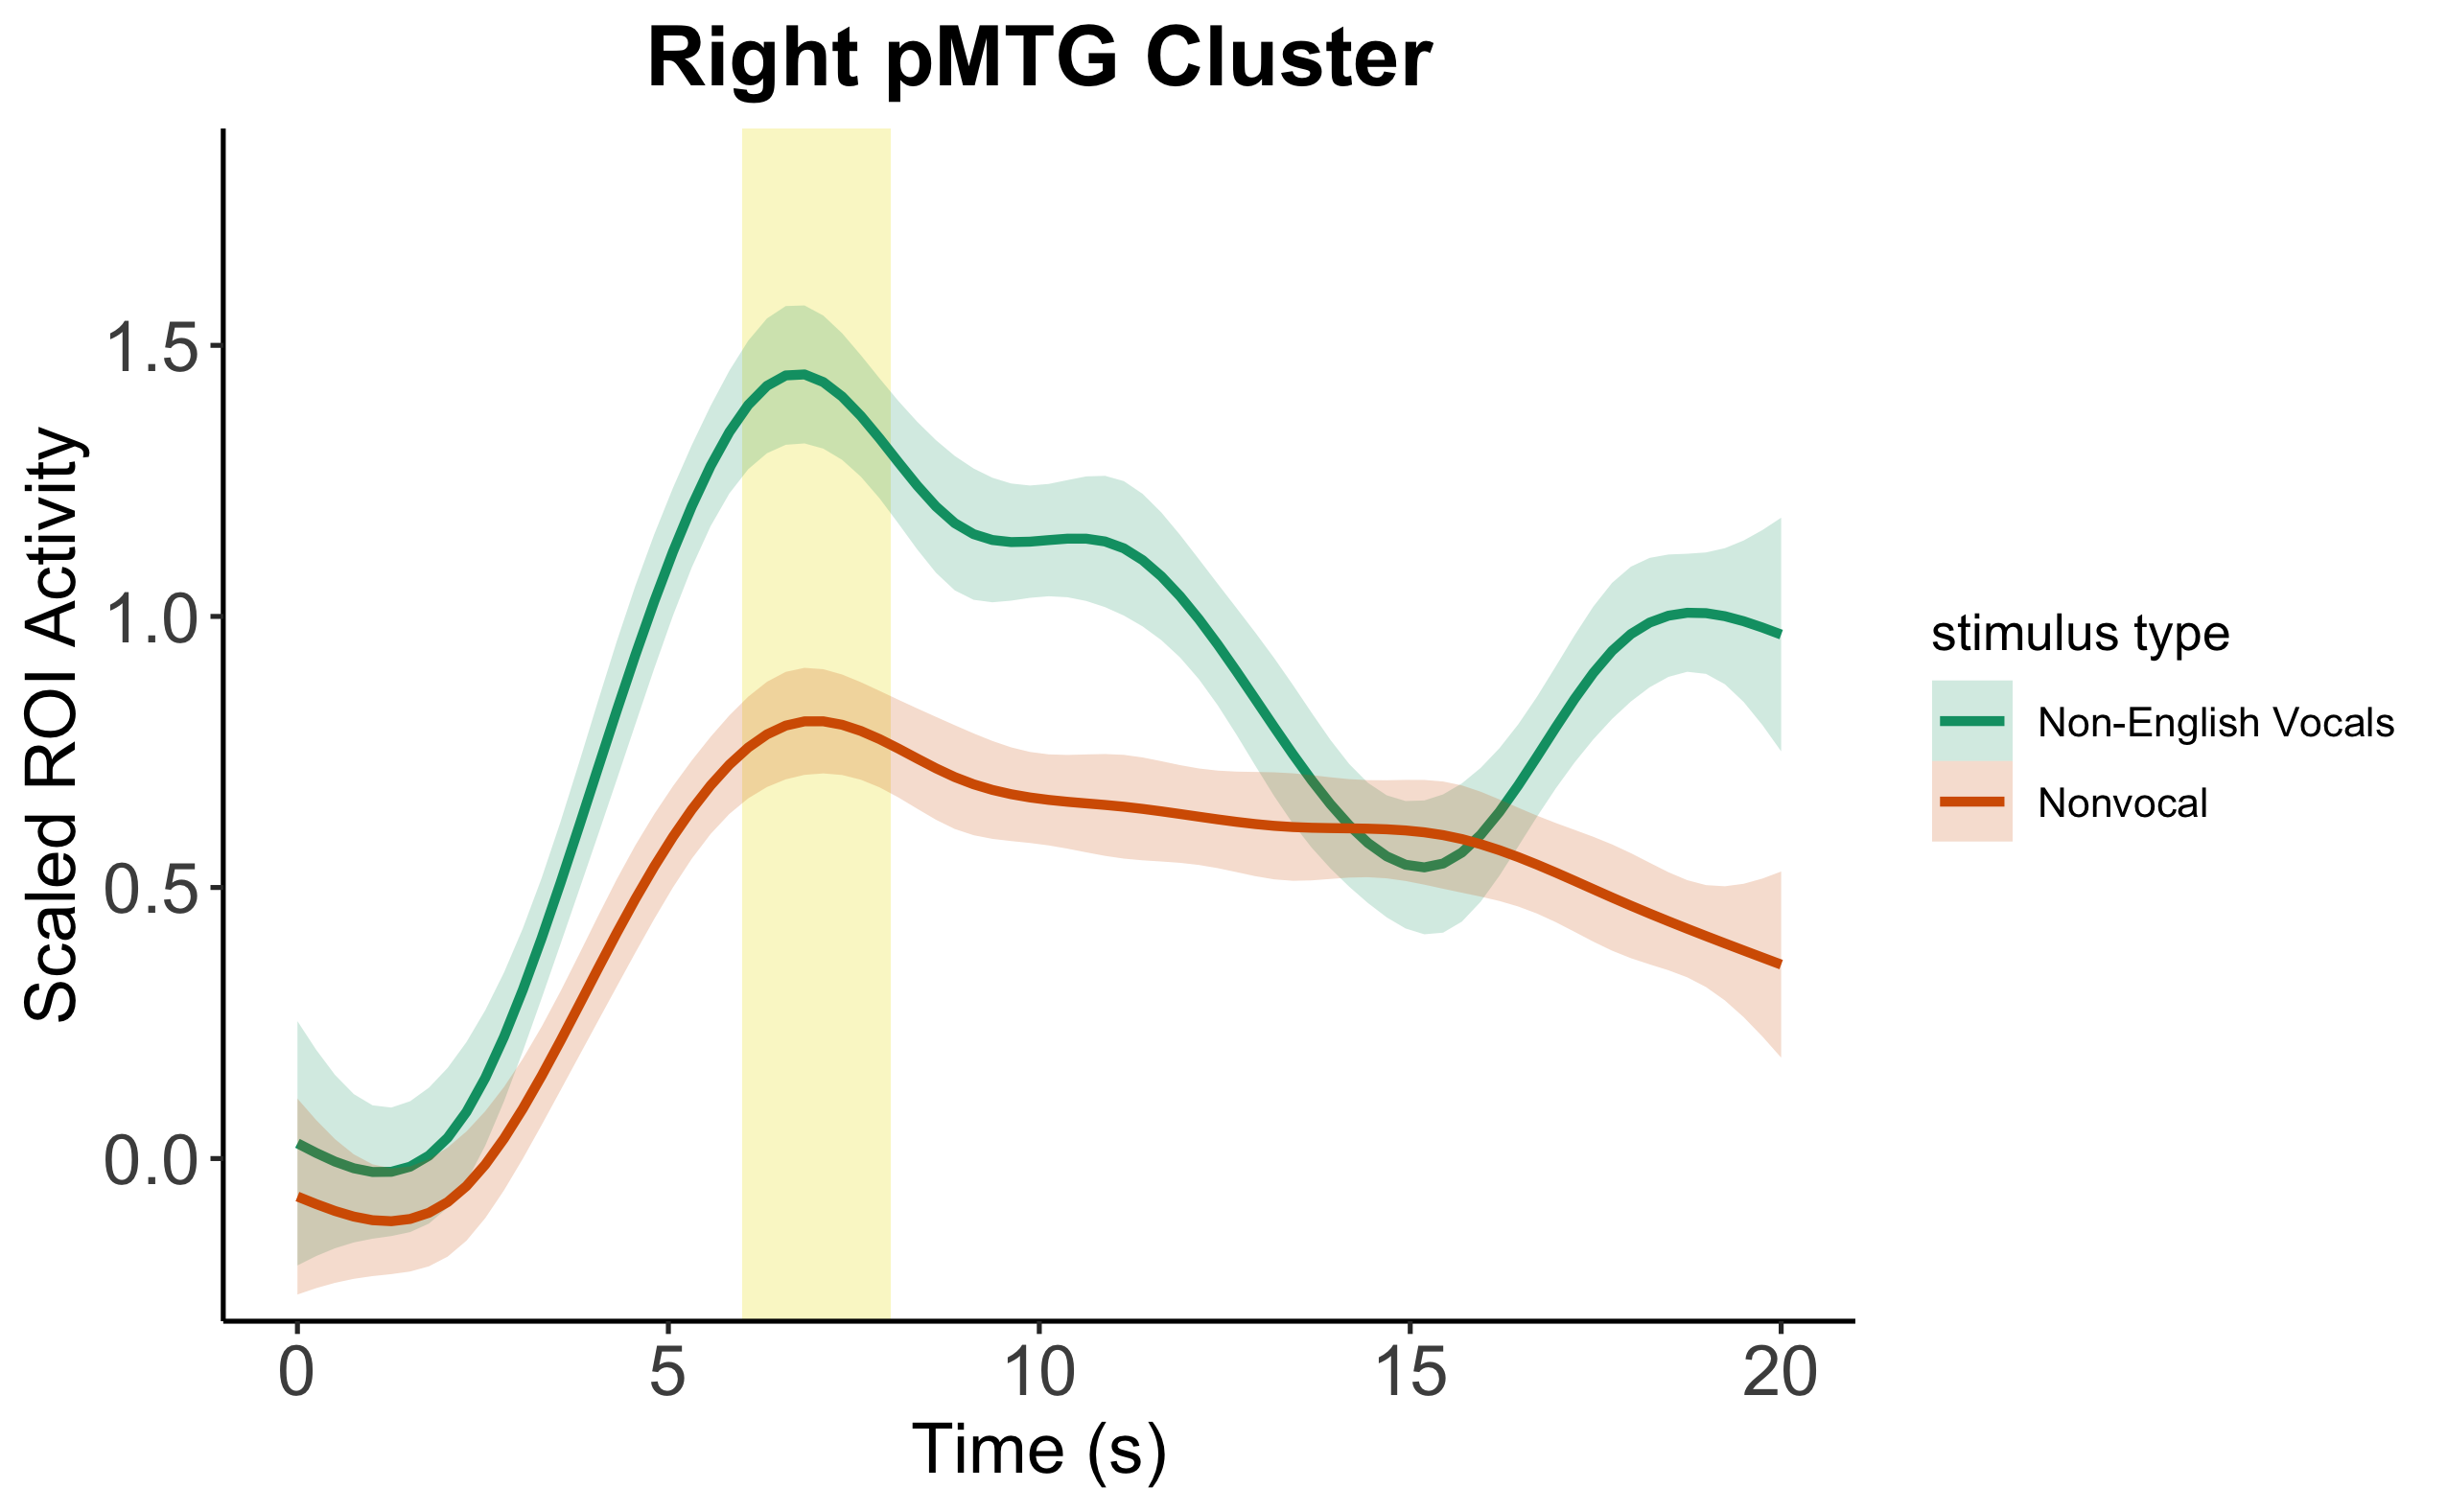 Right pMTG Cluster
Scaled ROI Activity
1.5
1.0
0.5
0.0
0 5 10 15 20
Time (s)
stimulus type
Non-English Vocals
Nonvocal